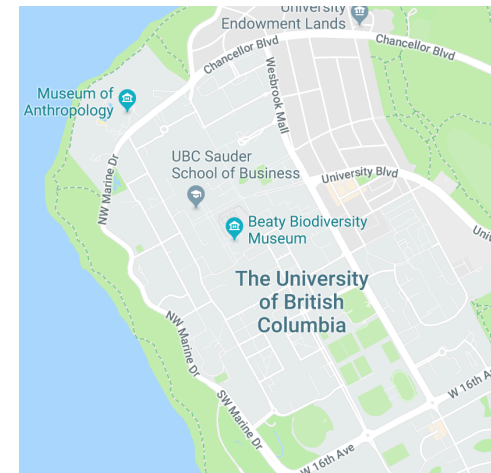 University
Endowment Lands
Chancellor Blvd
Chancellor Blvd
Wesbrook Mall
Museum of
Anthropology
UBC Sauder
School of Business
University Blvd
NW Marine Dr
Beaty Biodiversity
Museum
Uni
The University
of British
Columbia
NW Marine Dr
SW Marine Dr
W 16th Ave
W 16th A